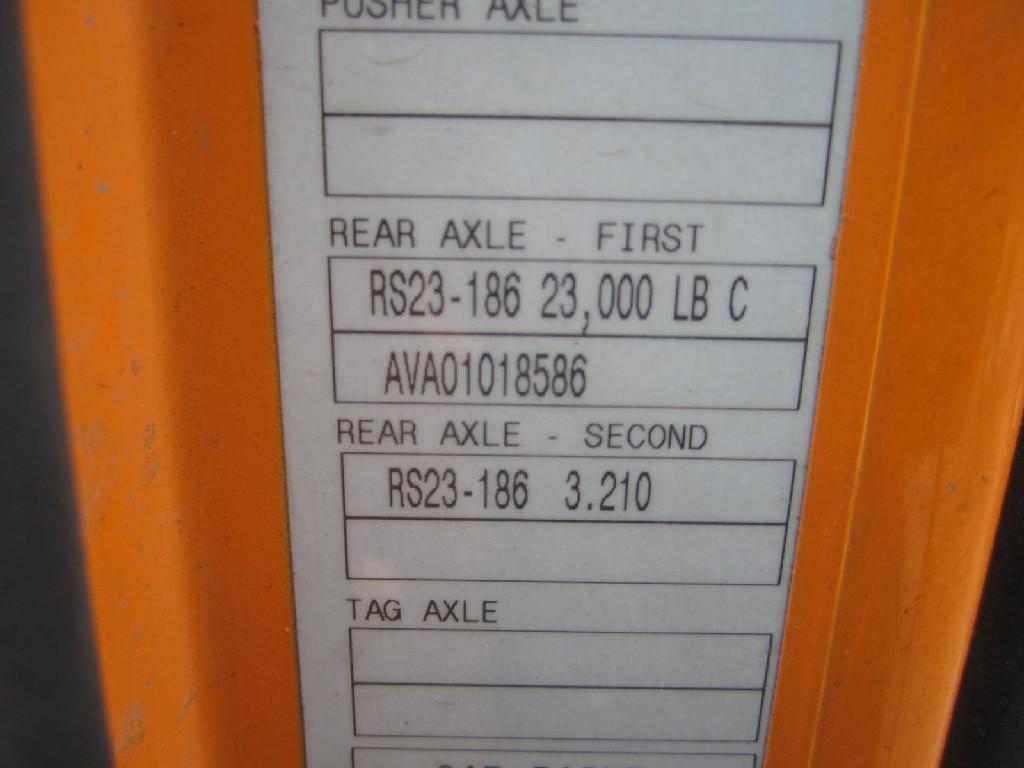 PUSHER AXLE
REAR AXLE - FIRST
RS23-186 23,000 LB C
AVA01018586
REAR AXLE - SECOND
RS23-186 3.210
TAG AXLE